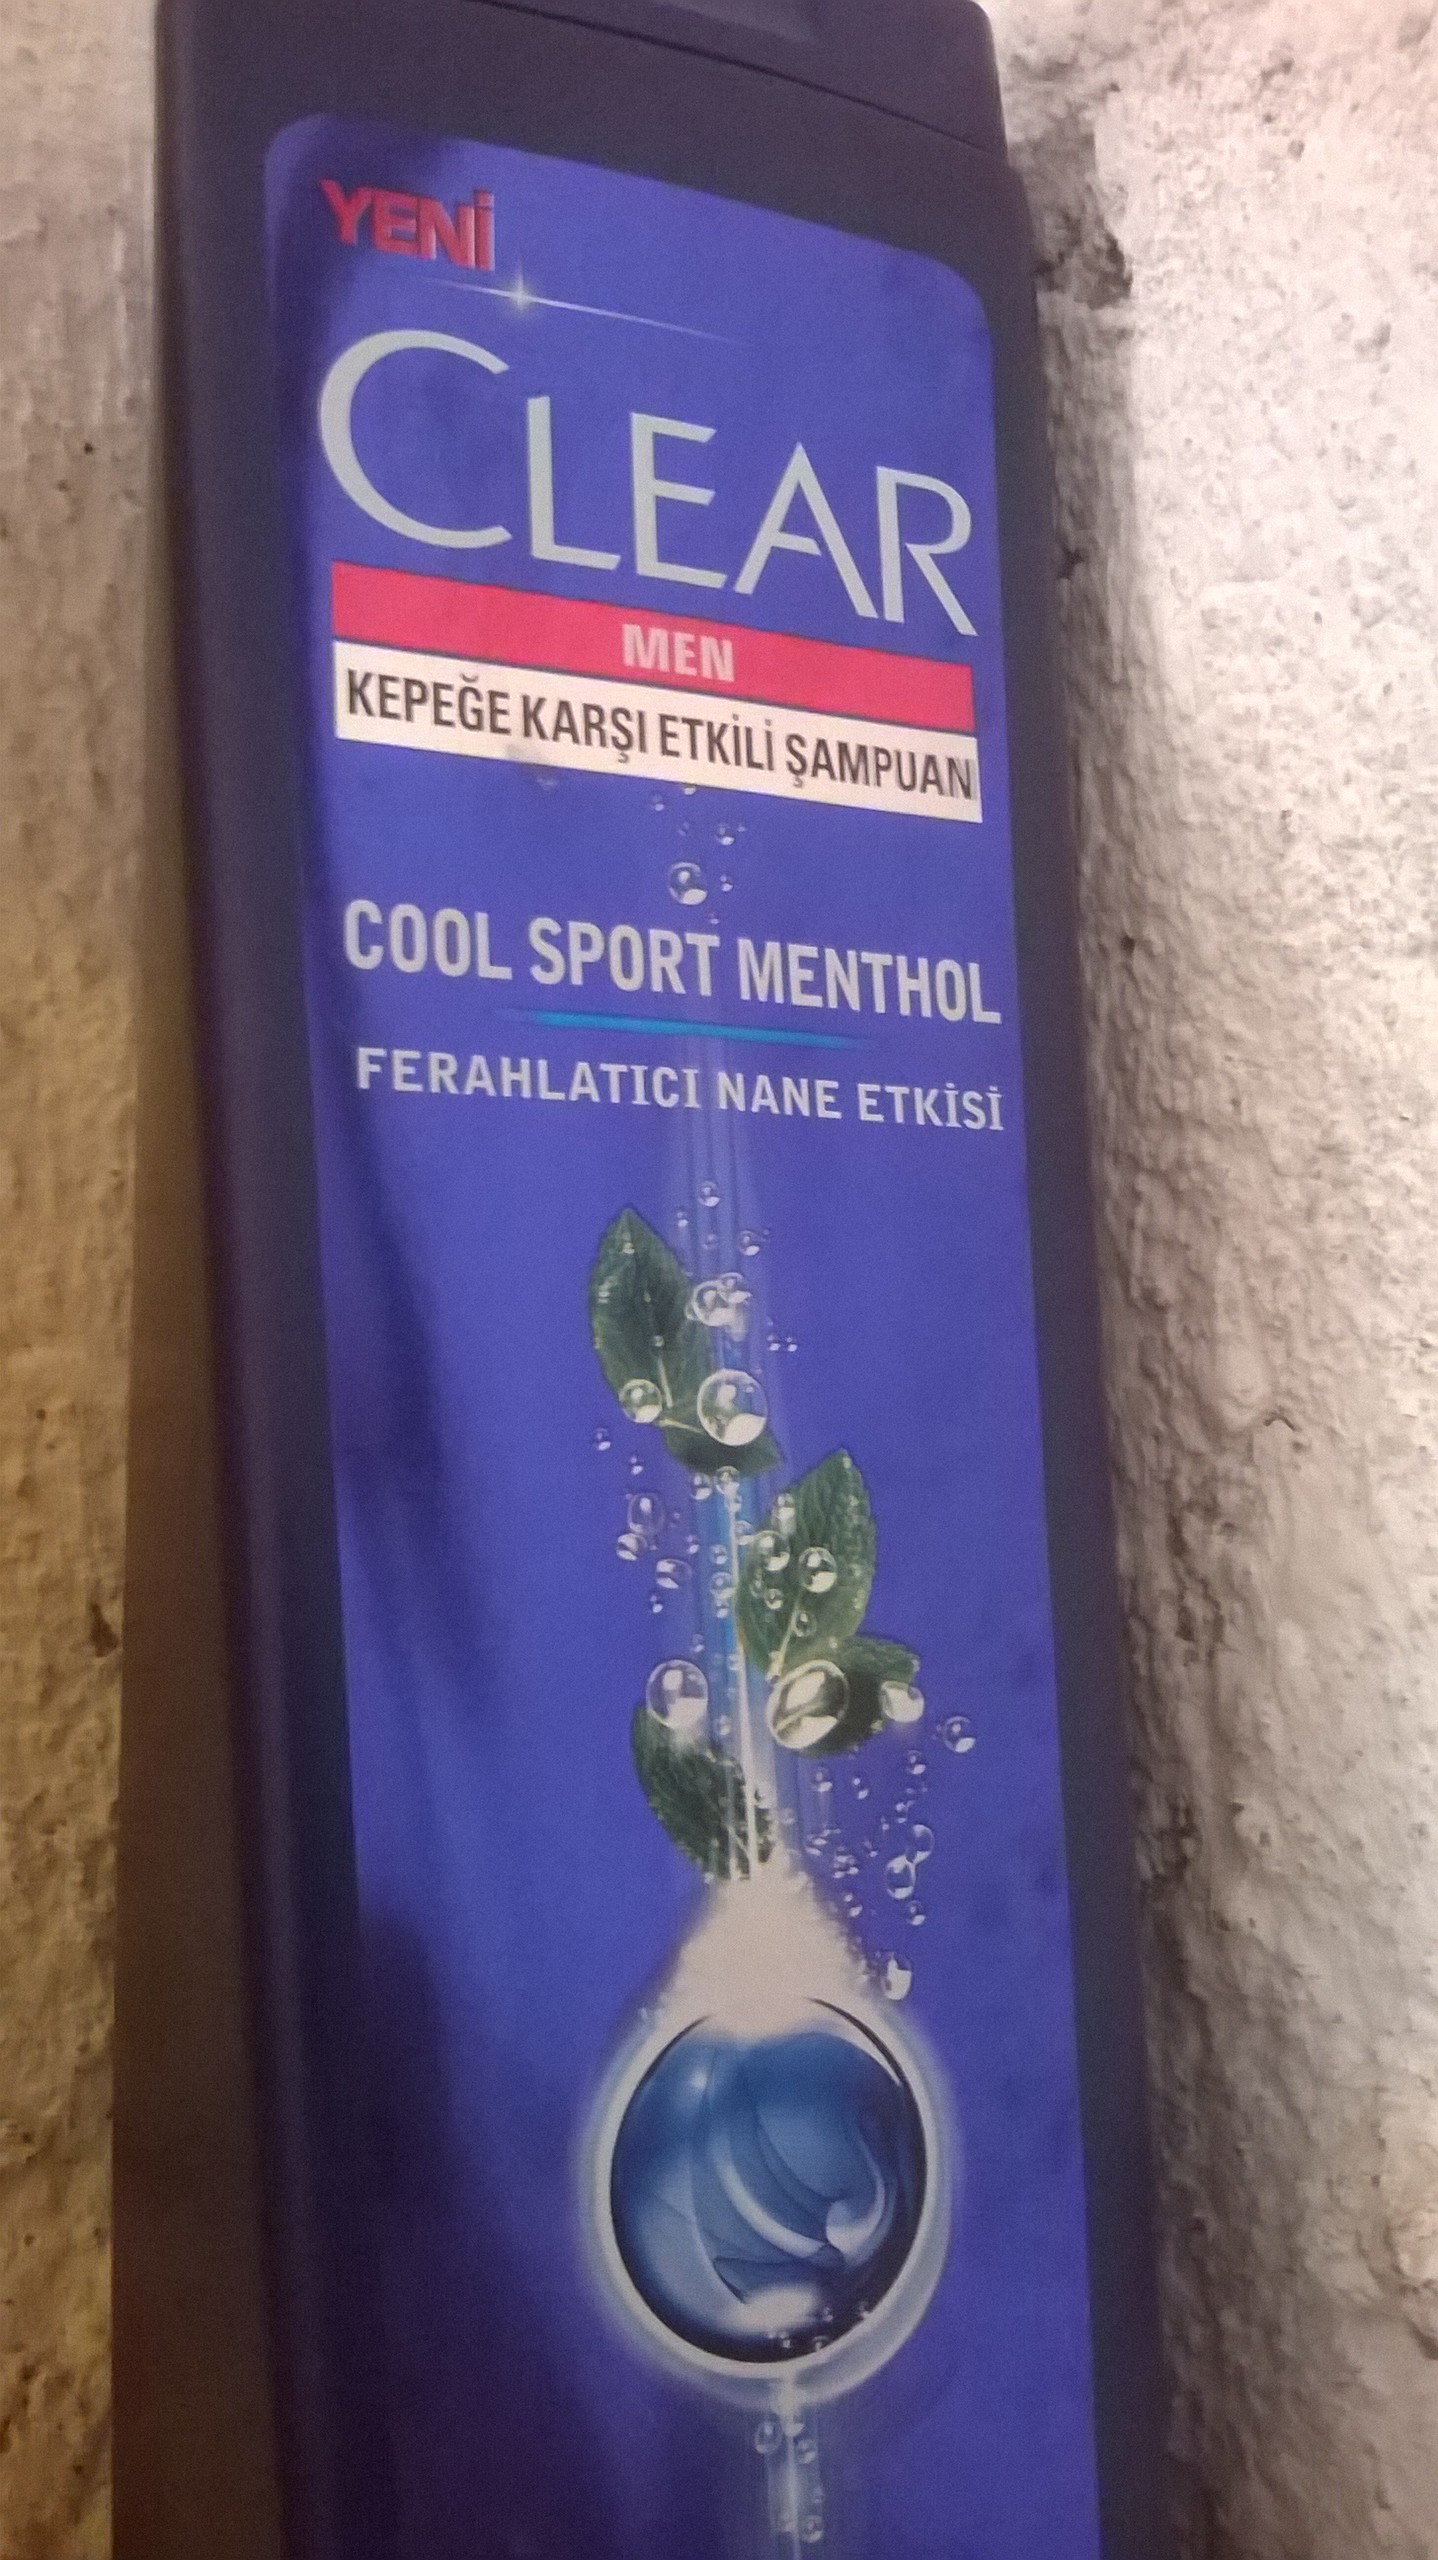 YENİ
CLEAR
MEN
KEPEĞE KARŞI ETKİLİ ŞAMPUAN
COOL SPORT MENTHOL
FERAHLATICI NANE ETKİSİ